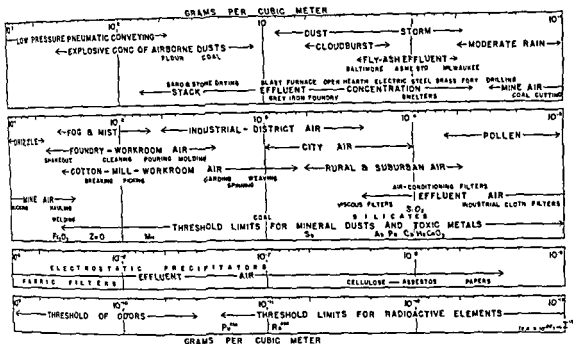 GRAMS PER CUBIC METER
LOW PRESSURE PNEUMATIC CONVEYING
DUST STORM
EXPLOSIVE CONC OF AIRBORNE DUSTS
CLOUDBURST
MODERATE RAIN
FLOUR COAL
FLY-ASH EFFLUENT
BALTIMORE ASME STD MILWAUKEE
SAND & STONE DRYING
BLAST FURNACE OPEN HEARTH ELECTRIC STEEL BRASS FDRY DRILLING
STACK EFFLUENT CONCENTRATION
MINE AIR
GREY IRON FOUNDRY
SMELTERS
COAL CUTTING
DRIZZLE
FOG & MIST
INDUSTRIAL-DISTRICT AIR
POLLEN
FOUNDRY-WORKROOM AIR
CITY AIR
SHAKEOUT CLEANING POURING MOLDING
COTTON-MILL-WORKROOM AIR
RURAL & SUBURBAN AIR
BREAKING PICKING CARDING SPINNING WEAVING
AIR-CONDITIONING FILTERS
MINE AIR
EFFLUENT AIR
MUCKING HAULING
VISCOUS FILTERS
INDUSTRIAL CLOTH FILTERS
WELDING
COAL
SILICATES
THRESHOLD LIMITS FOR MINERAL DUSTS AND TOXIC METALS
Fe₂O₃ ZnO Mn
ELECTROSTATIC PRECIPITATORS
EFFLUENT AIR
FABRIC FILTERS
CELLULOSE - ASBESTOS PAPERS
THRESHOLD OF ODORS
THRESHOLD LIMITS FOR RADIOACTIVE ELEMENTS
GRAMS PER CUBIC METER